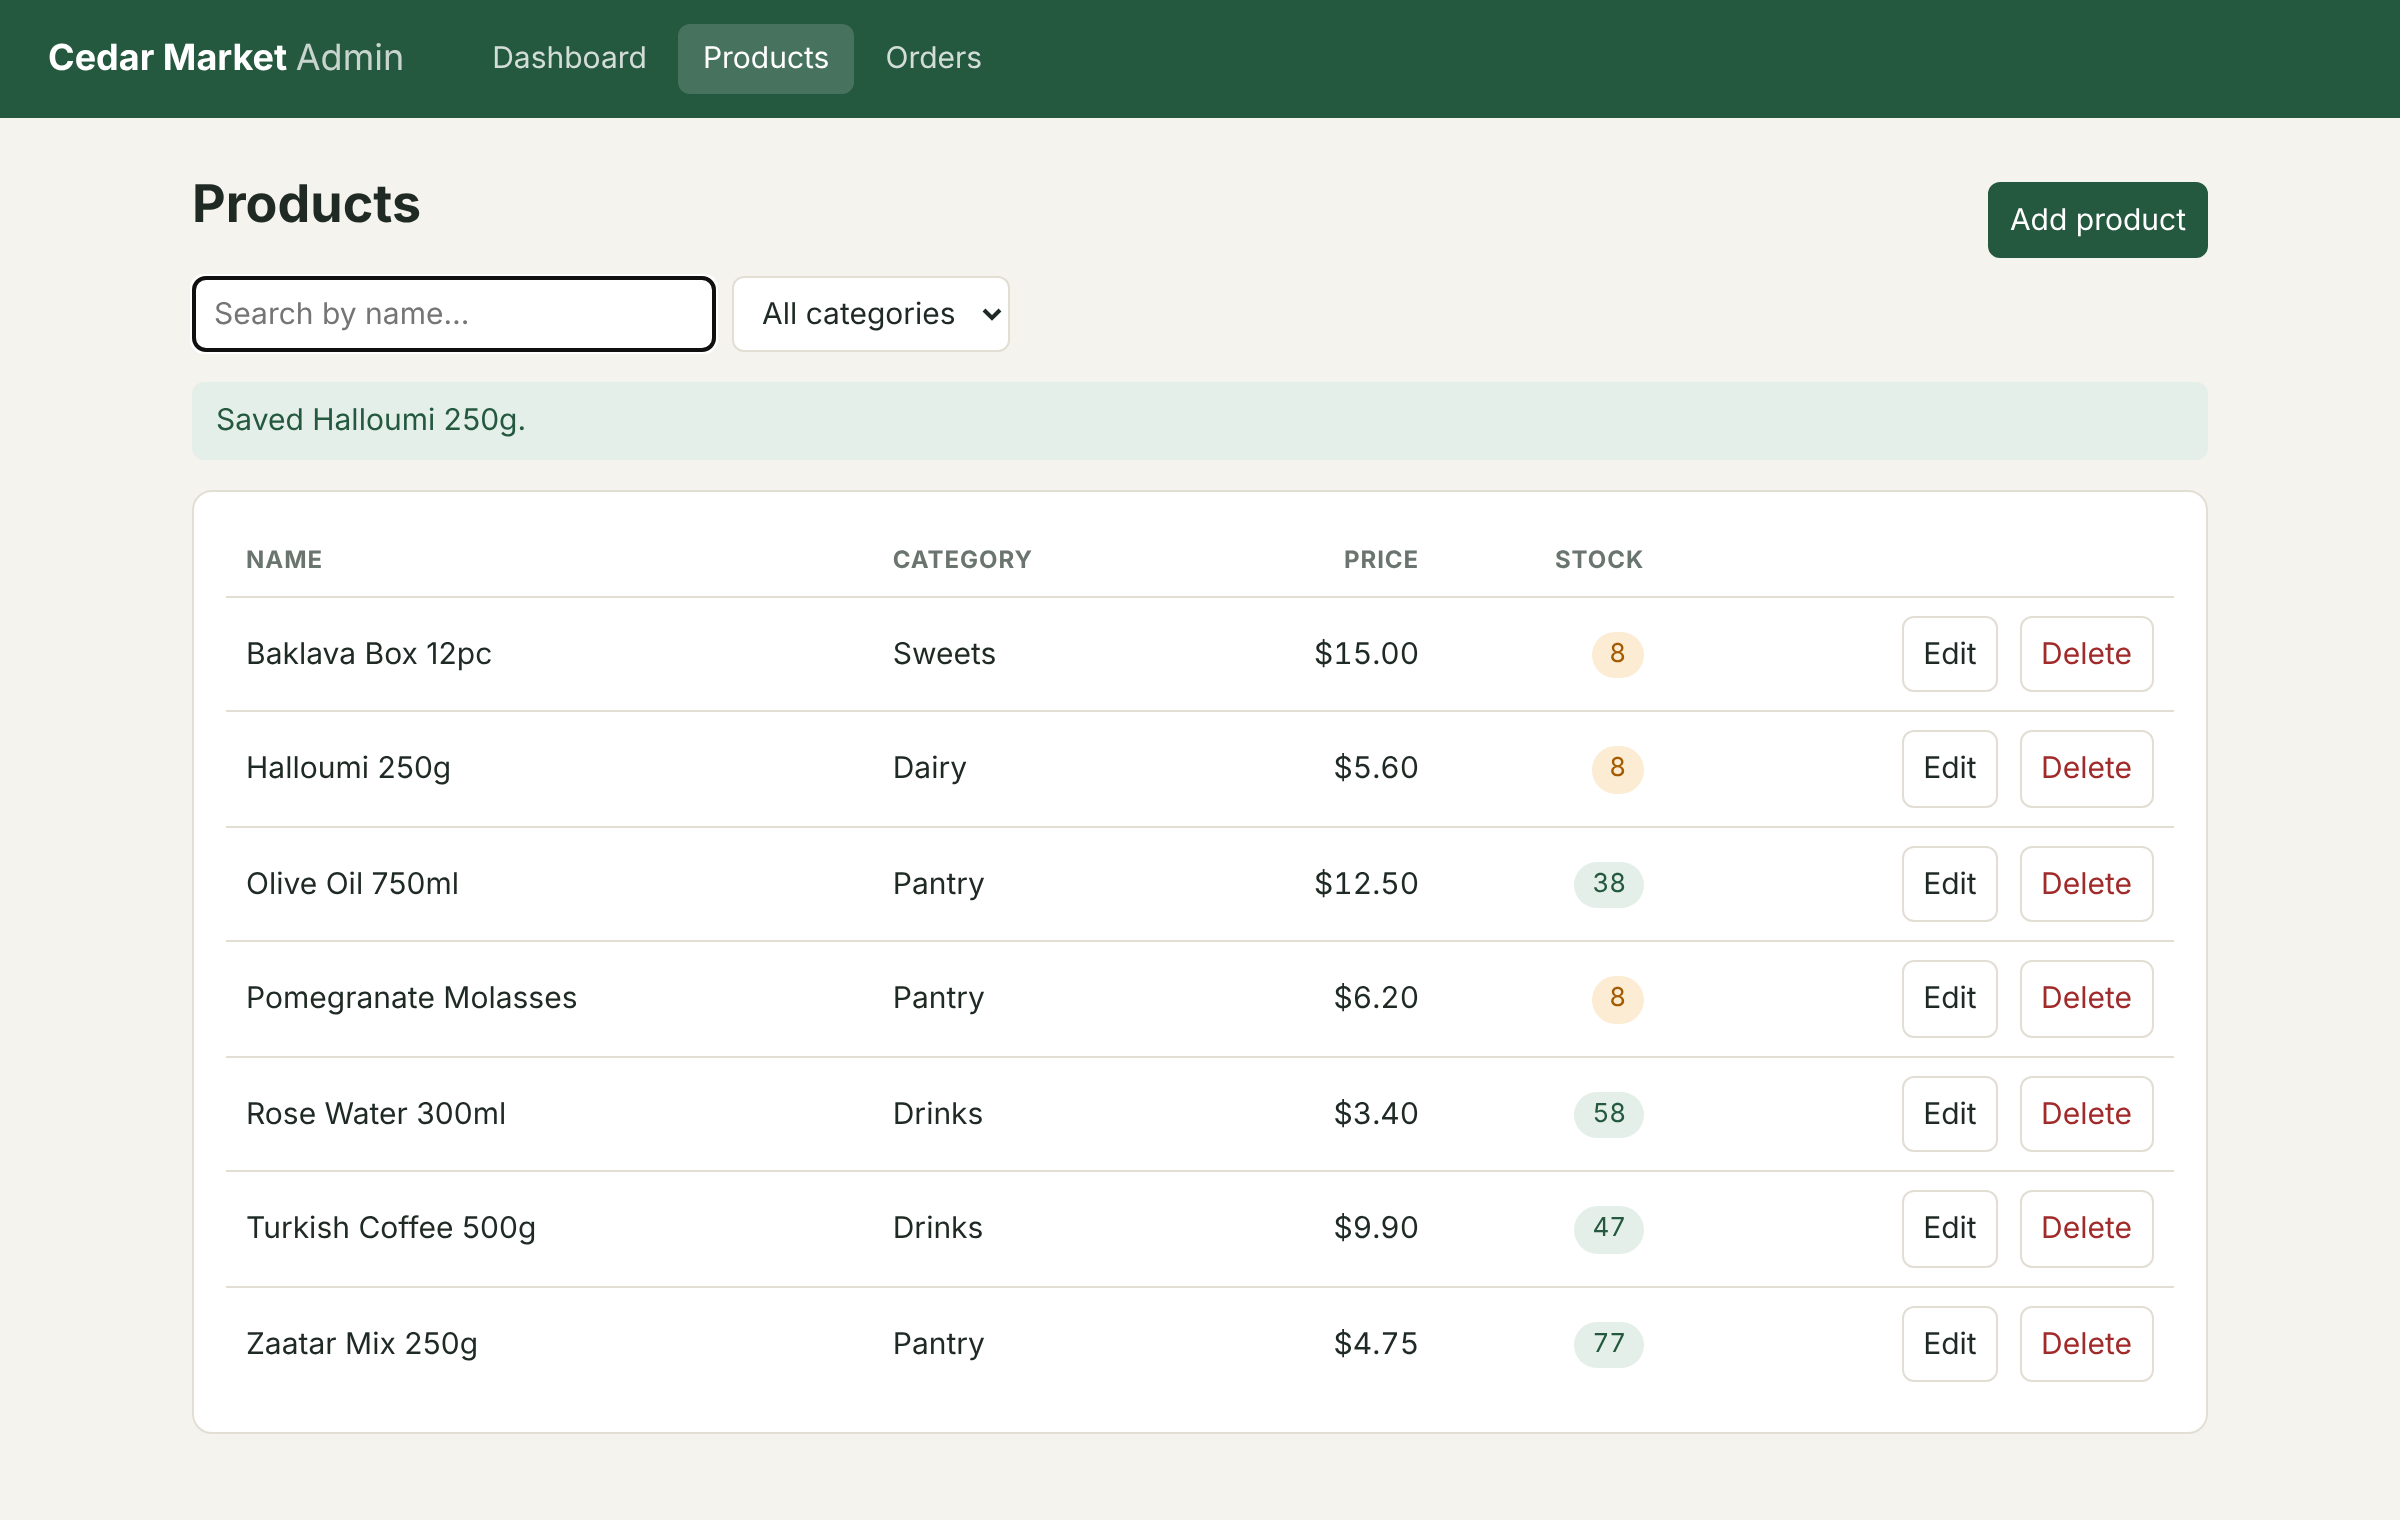 Cedar Market Admin Dashboard Products Orders
Products
Add product
Search by name... All categories
Saved Halloumi 250g.
NAME CATEGORY PRICE STOCK
Baklava Box 12pc Sweets $15.00 8 Edit Delete
Halloumi 250g Dairy $5.60 8 Edit Delete
Olive Oil 750ml Pantry $12.50 38 Edit Delete
Pomegranate Molasses Pantry $6.20 8 Edit Delete
Rose Water 300ml Drinks $3.40 58 Edit Delete
Turkish Coffee 500g Drinks $9.90 47 Edit Delete
Zaatar Mix 250g Pantry $4.75 77 Edit Delete